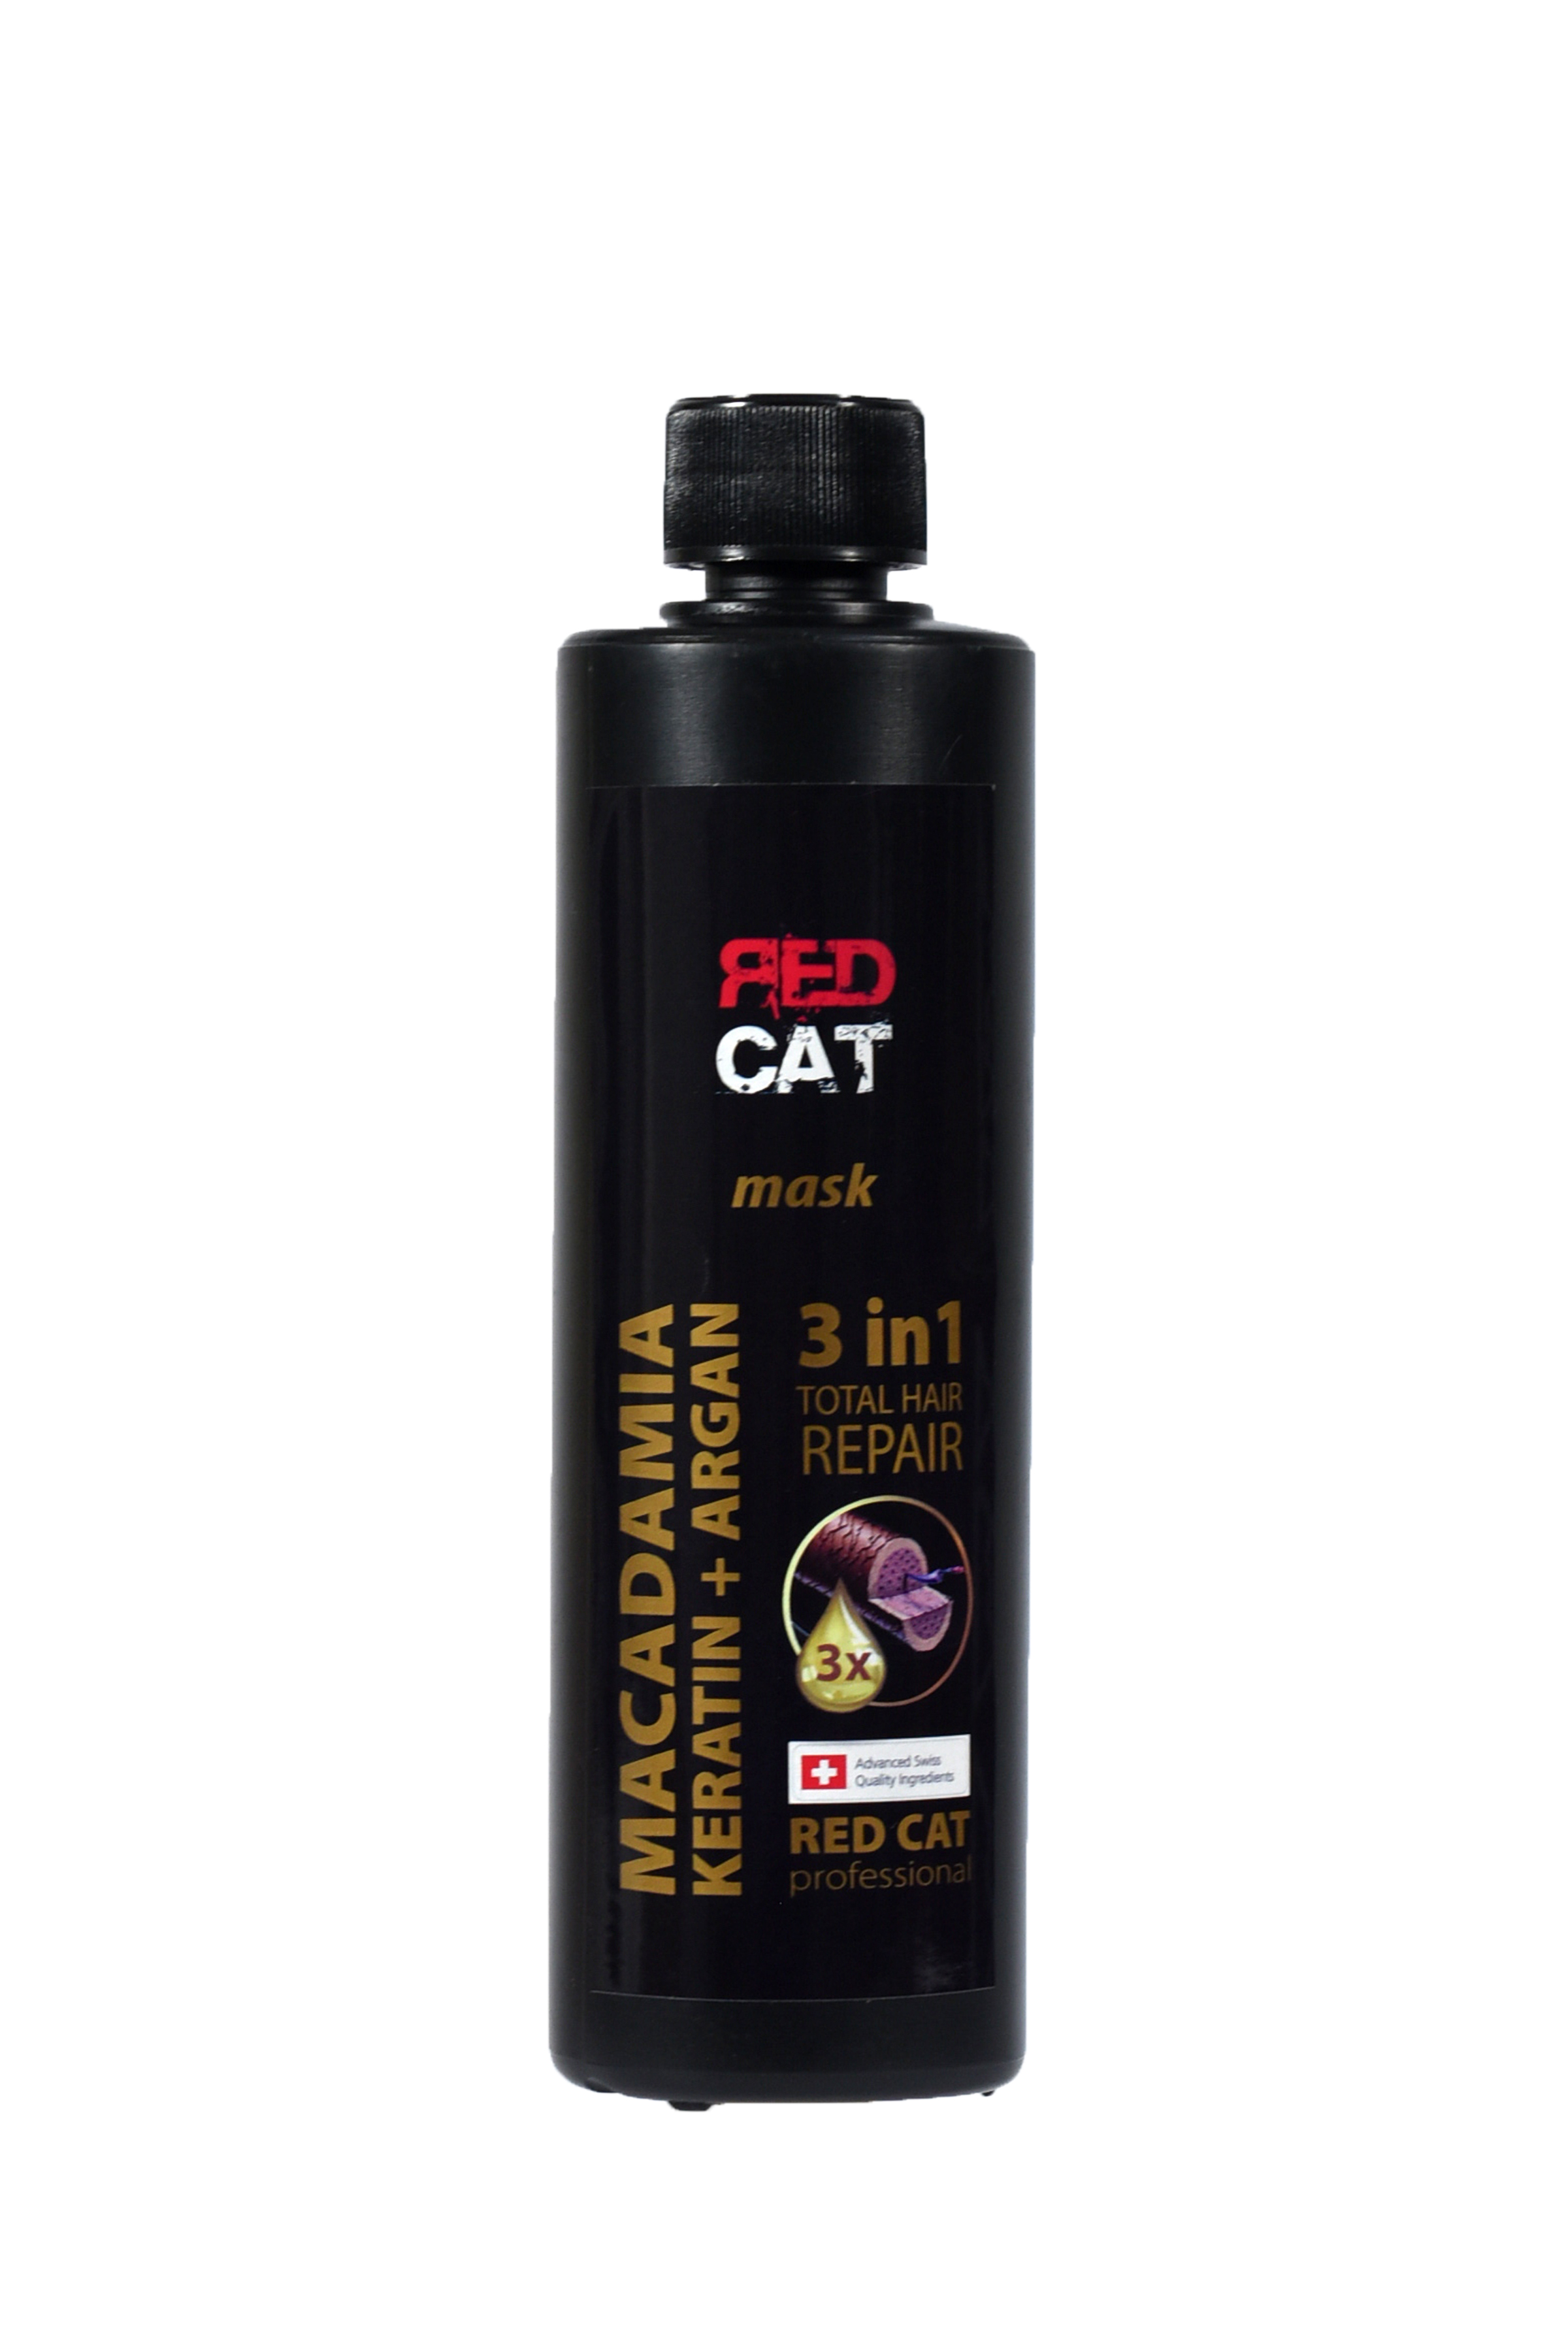 RED
CAT
mask
MACADAMIA
KERATIN + ARGAN
3 in1
TOTAL HAIR
REPAIR
3x
Advanced Swiss
Quality Ingredients
RED CAT
professional